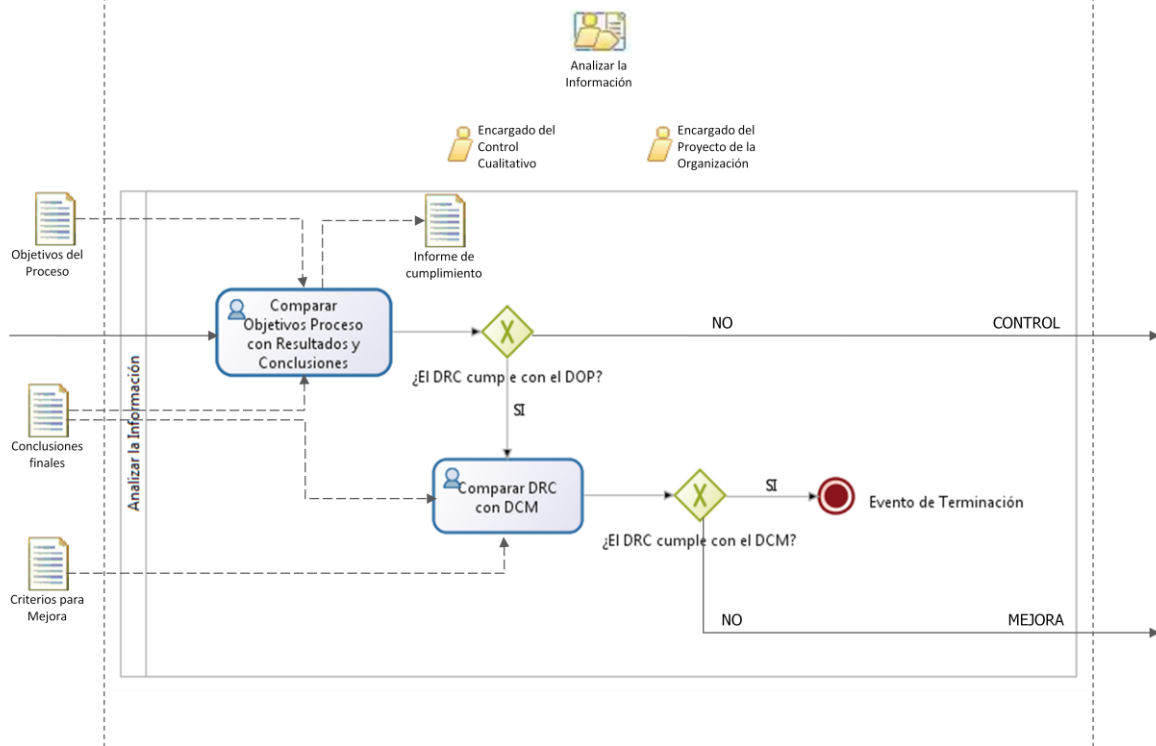 Analizar la
Información
Encargado del
Control
Cualitativo
Encargado del
Proyecto de la
Organización
Objetivos del
Proceso
Informe de
cumplimiento
Comparar
Objetivos Proceso
con Resultados y
Conclusiones
NO
CONTROL
¿El DRC cumple con el DOP?
SI
Analizar la Información
Conclusiones
finales
Comparar DRC
con DCM
SI
Evento de Terminación
¿El DRC cumple con el DCM?
Criterios para
Mejora
NO
MEJORA